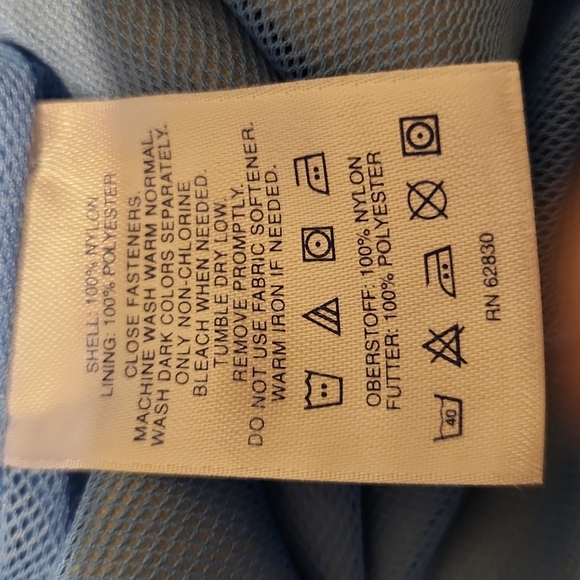 SHELL: 100% NYLON
LINING: 100% POLYESTER
CLOSE FASTENERS.
MACHINE WASH WARM NORMAL.
WASH DARK COLORS SEPARATELY.
ONLY NON-CHLORINE
BLEACH WHEN NEEDED.
TUMBLE DRY LOW.
REMOVE PROMPTLY.
DO NOT USE FABRIC SOFTENER.
WARM IRON IF NEEDED.
OBERSTOFF: 100% NYLON
FUTTER: 100% POLYESTER
40
RN 62830